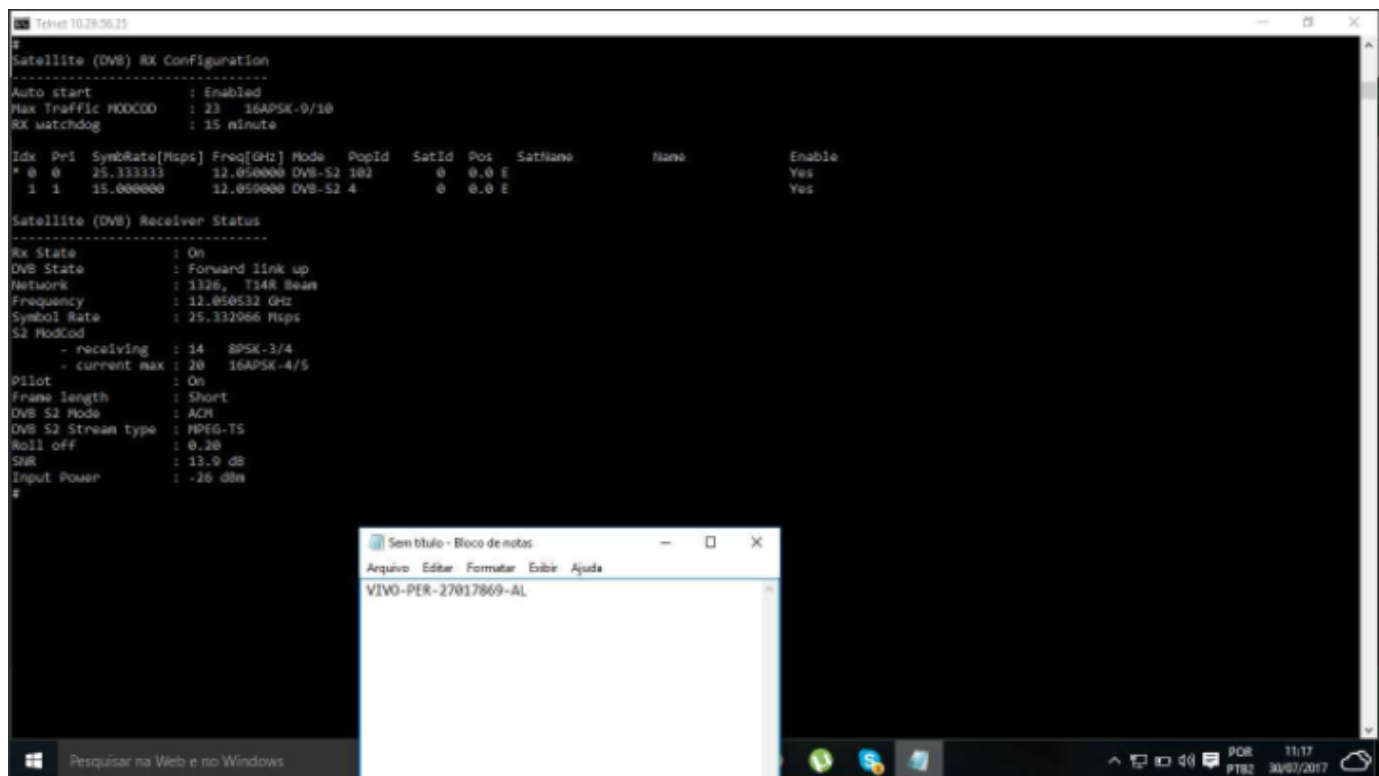 Telnet 10.29.56.25
#
Satellite (DVB) RX Configuration
---------------------------------
Auto start : Enabled
Max Traffic MODCOD : 23 16APSK-9/10
RX watchdog : 15 minute
Idx Pri SymbRate[Msps] Freq[GHz] Mode PopId SatId Pos SatName Name Enable
* 0 0 25.333333 12.050000 DVB-S2 102 0 0.0 E Yes
1 1 15.000000 12.059000 DVB-S2 4 0 0.0 E Yes
Satellite (DVB) Receiver Status
---------------------------------
Rx State : On
DVB State : Forward link up
Network : 1326, T14R Beam
Frequency : 12.050532 GHz
Symbol Rate : 25.332966 Msps
S2 ModCod
- receiving : 14 8PSK-3/4
- current max : 20 16APSK-4/5
Pilot : On
Frame length : Short
DVB S2 Mode : ACM
DVB S2 Stream type : MPEG-TS
Roll off : 0.20
SNR : 13.9 dB
Input Power : -26 dBm
#
Sem título - Bloco de notas
Arquivo Editar Formatar Exibir Ajuda
VIVO-PER-27017869-AL
Pesquisar na Web e no Windows
POR 11:17
PTB2 30/07/2017